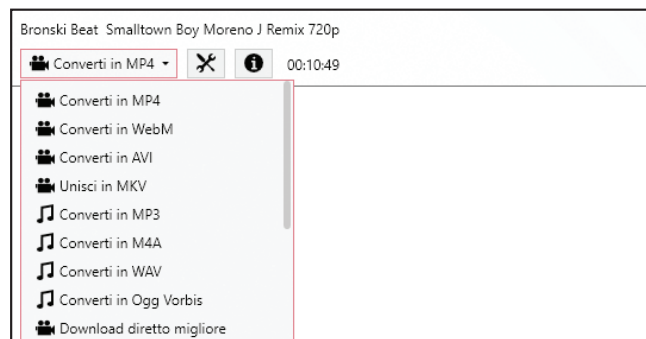 Bronski Beat  Smalltown Boy Moreno J Remix 720p
Converti in MP4 00:10:49
Converti in MP4
Converti in WebM
Converti in AVI
Unisci in MKV
Converti in MP3
Converti in M4A
Converti in WAV
Converti in Ogg Vorbis
Download diretto migliore